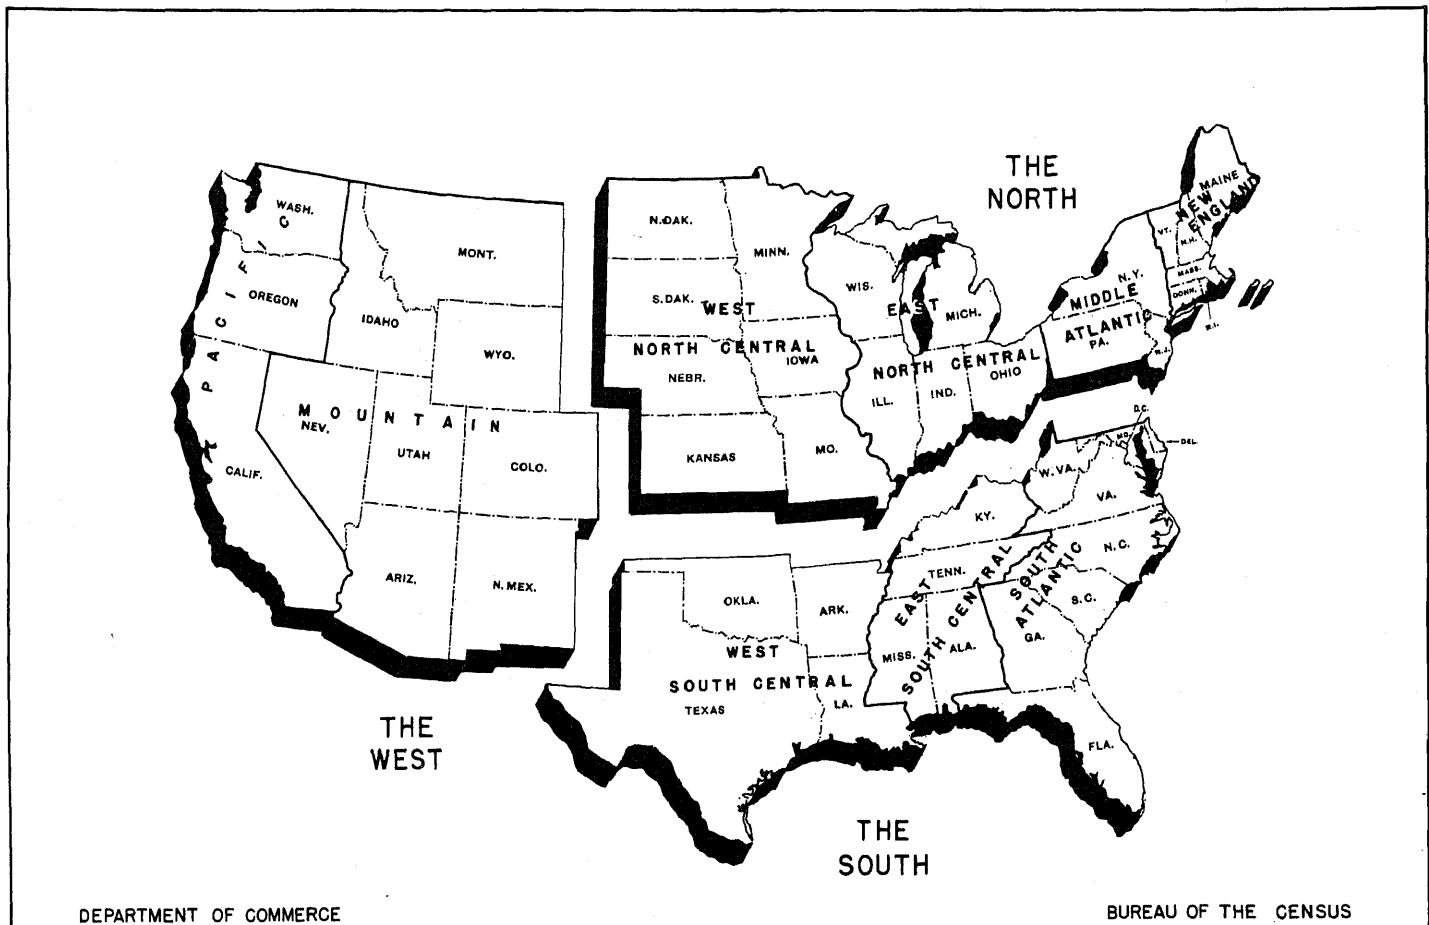 THE
NORTH
MAINE
NEW
ENGLAND
VT.
N.H.
MASS.
CONN.
R.I.
N.Y.
MIDDLE
ATLANTIC
PA.
N.J.
WASH.
OREGON
PACIFIC
CALIF.
MONT.
IDAHO
WYO.
MOUNTAIN
NEV.
UTAH
COLO.
ARIZ.
N. MEX.
N. DAK.
MINN.
S. DAK.
WEST
NORTH CENTRAL
IOWA
NEBR.
KANSAS
MO.
WIS.
EAST
MICH.
NORTH CENTRAL
OHIO
ILL.
IND.
D.C.
MD.
DEL.
W. VA.
VA.
KY.
N.C.
TENN.
S.C.
SOUTH
ATLANTIC
GA.
EAST
SOUTH CENTRAL
MISS.
ALA.
FLA.
OKLA.
ARK.
WEST
SOUTH CENTRAL
TEXAS
LA.
THE
WEST
THE
SOUTH
DEPARTMENT OF COMMERCE
BUREAU OF THE CENSUS